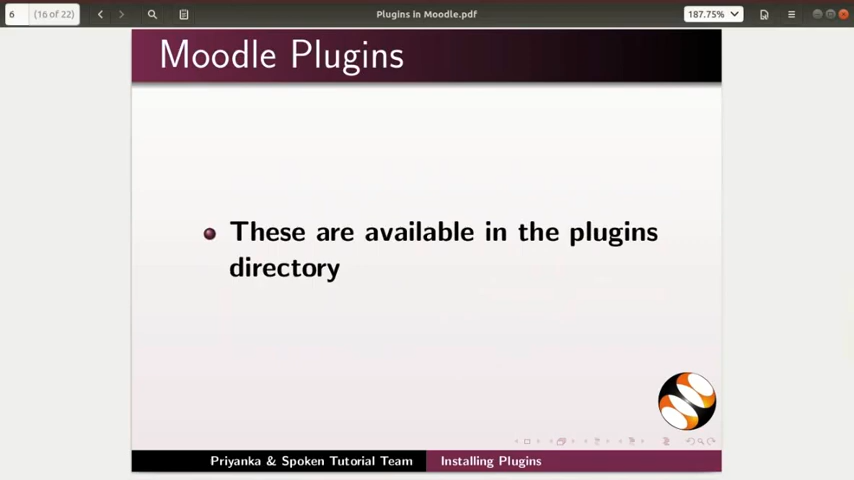 6 (16 of 22) Plugins in Moodle.pdf 187.75%
Moodle Plugins
These are available in the plugins
directory
Priyanka & Spoken Tutorial Team Installing Plugins